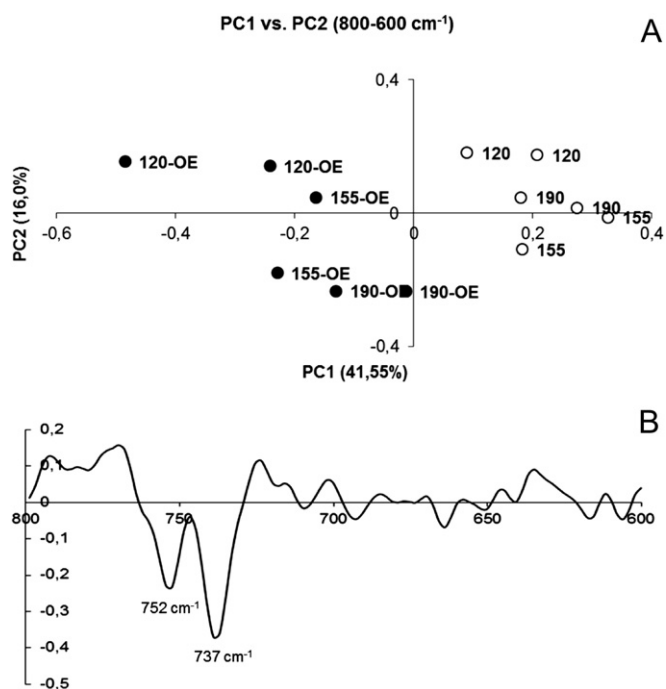 PC1 vs. PC2 (800-600 cm⁻¹)
A
0,4
120-OE
120-OE
120
120
155-OE
190
190
155
PC2 (16,0%)
-0,6
-0,4
-0,2
0
0
0,2
0,4
155
155-OE
190-OE
190-OE
-0,4
PC1 (41,55%)
B
0,2
0,1
0
800
750
700
650
600
-0,1
-0,2
752 cm⁻¹
-0,3
737 cm⁻¹
-0,4
-0,5